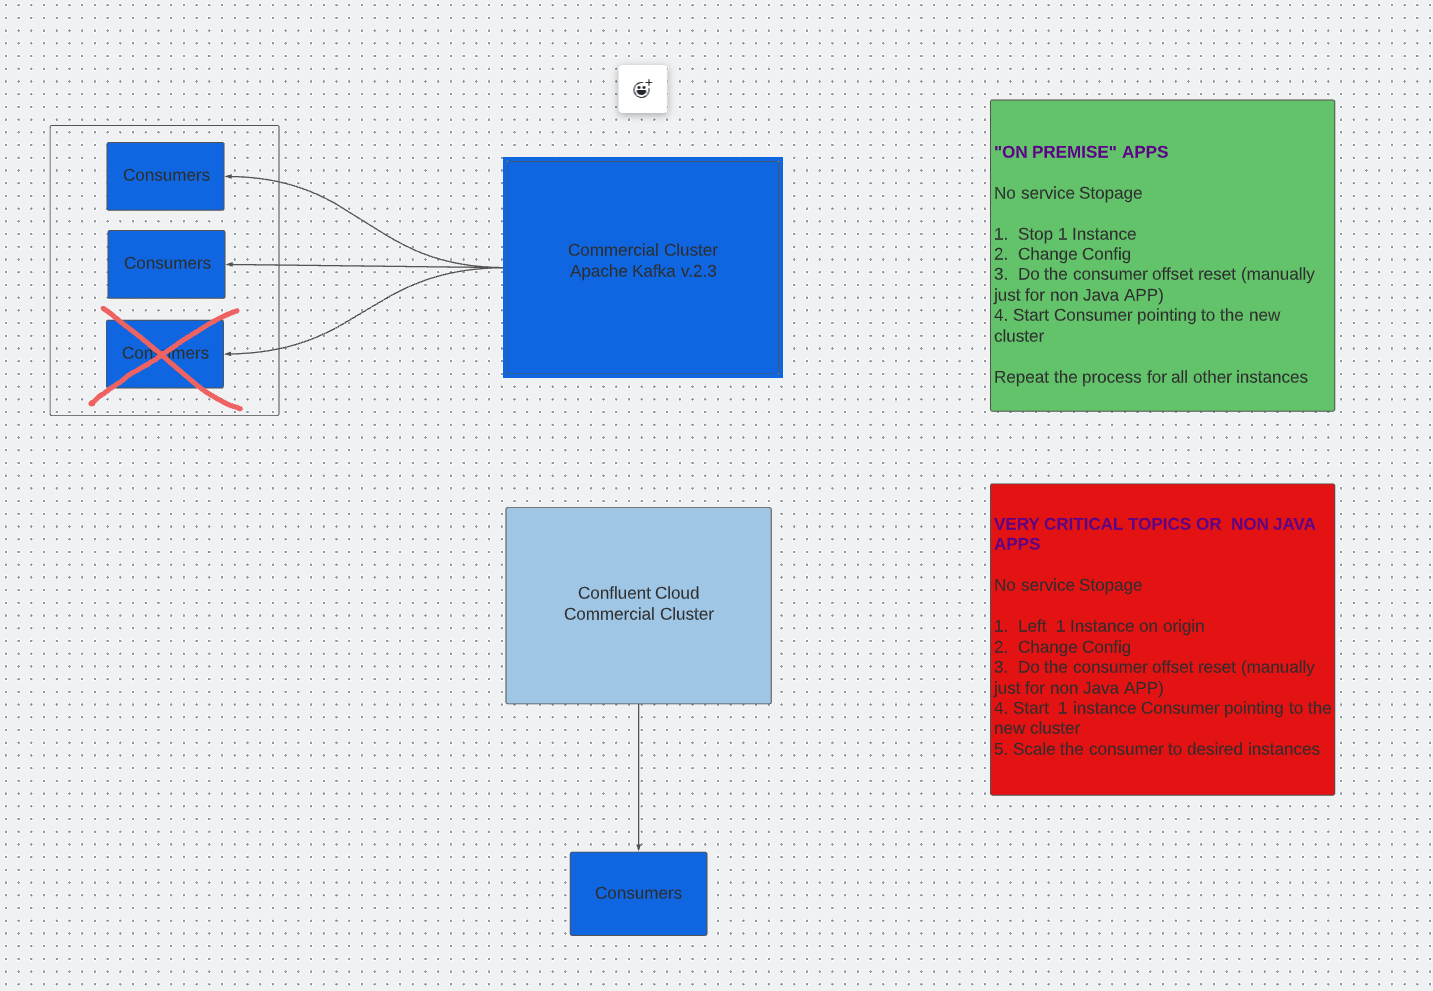 Consumers
Consumers
Consumers
Commercial Cluster
Apache Kafka v.2.3
"ON PREMISE" APPS
No service Stopage
1. Stop 1 Instance
2. Change Config
3. Do the consumer offset reset (manually
just for non Java APP)
4. Start Consumer pointing to the new
cluster
Repeat the process for all other instances
Confluent Cloud
Commercial Cluster
Consumers
VERY CRITICAL TOPICS OR NON JAVA
APPS
No service Stopage
1. Left 1 Instance on origin
2. Change Config
3. Do the consumer offset reset (manually
just for non Java APP)
4. Start 1 instance Consumer pointing to the
new cluster
5. Scale the consumer to desired instances